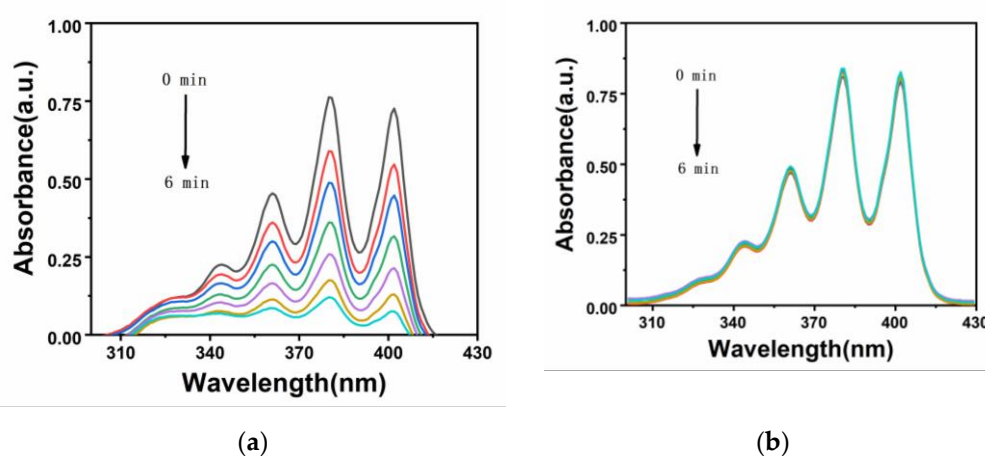 1.00
0.75
0.50
0.25
0.00
Absorbance(a.u.)
0 min
6 min
310 340 370 400 430
Wavelength(nm)
(a)
1.00
0.75
0.50
0.25
0.00
Absorbance(a.u.)
0 min
6 min
310 340 370 400 430
Wavelength(nm)
(b)